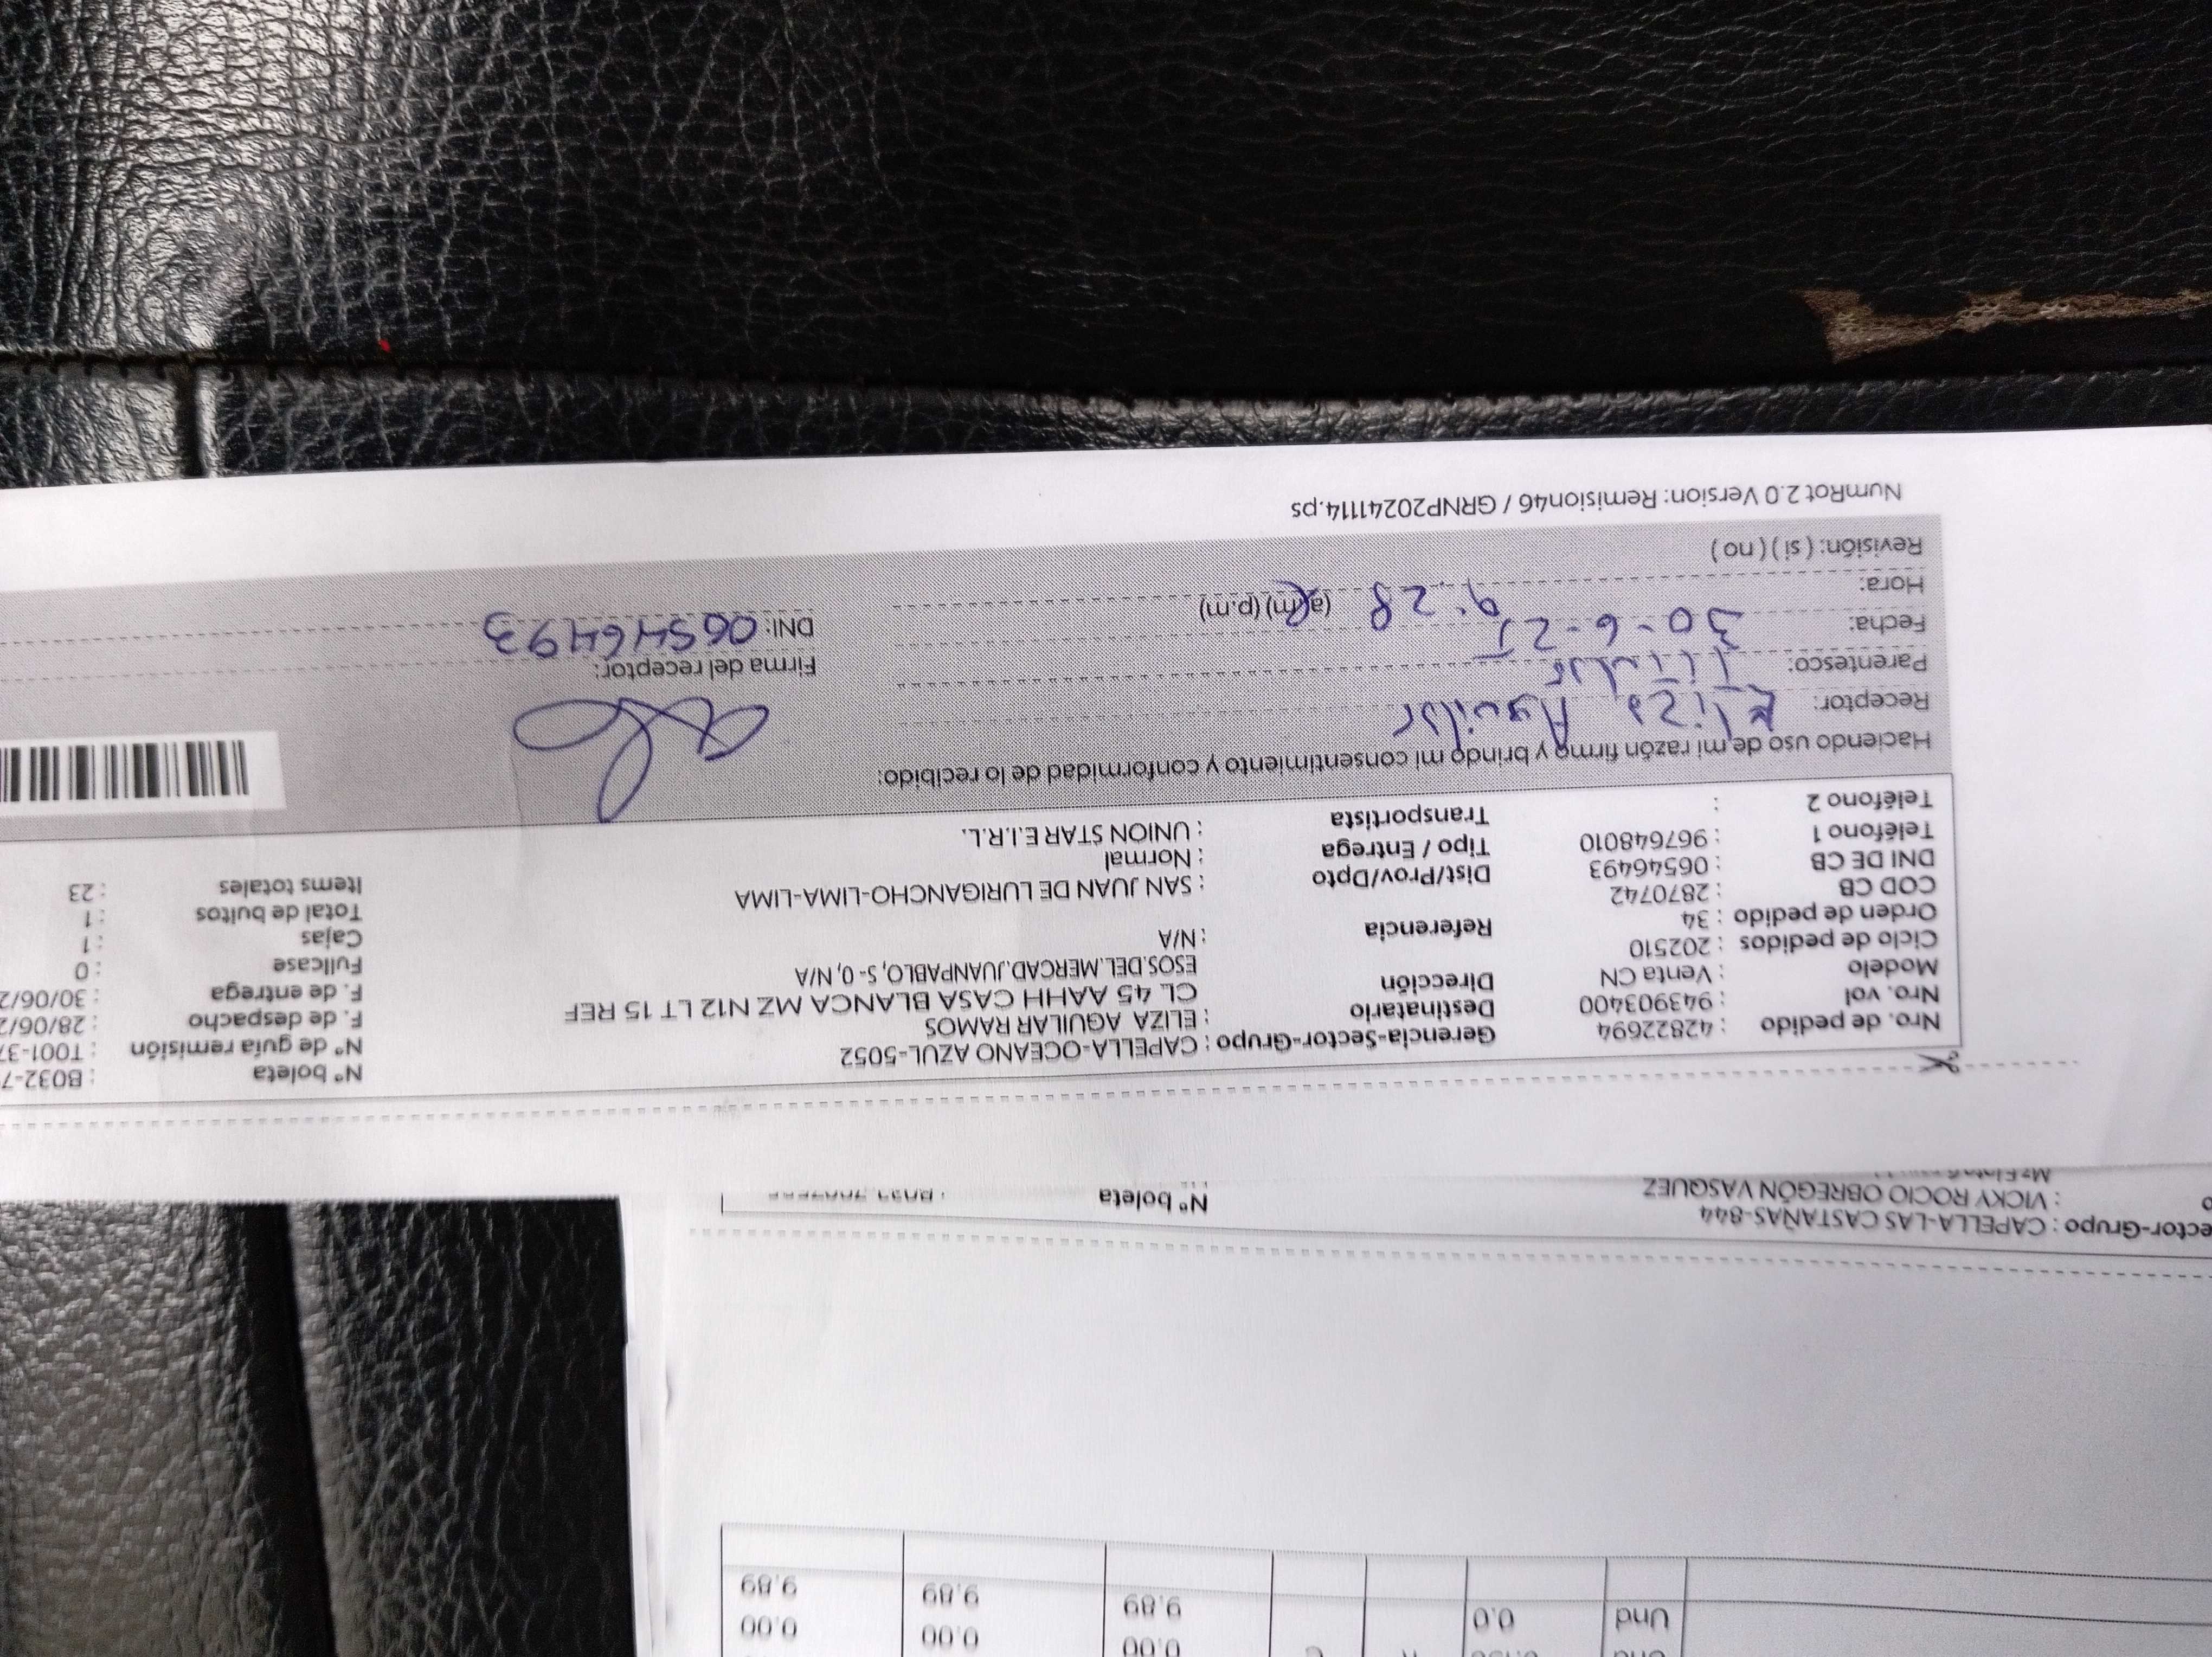 Und 0.0 9.89 9.89 9.89
0.00 0.00 0.00
ector-Grupo : CAPELLA-LAS CASTAÑAS-844
: VICKY ROCIO OBREGÓN VASQUEZ
N° boleta
Nro. de pedido : 42822694
Nro. vol : 943903400
Modelo : Venta CN
Ciclo de pedidos : 202510
Orden de pedido : 34
COD CB : 2870742
DNI DE CB : 06546493
Teléfono 1 : 967648010
Teléfono 2 :
Gerencia-Sector-Grupo : CAPELLA-OCEANO AZUL-5052
Destinatario : ELIZA AGUILAR RAMOS
Dirección CL 45 AAHH CASA BLANCA MZ N12 LT 15 REF
ESOS.DEL.MERCAD.JUANPABLO, S- 0, N/A
Referencia : N/A
Dist/Prov/Dpto : SAN JUAN DE LURIGANCHO-LIMA-LIMA
Tipo / Entrega : Normal
Transportista : UNION STAR E.I.R.L.
N° boleta : B032-7
N° de guía remisión : T001-37
F. de despacho : 28/06/2
F. de entrega : 30/06/2
Fullcase : 0
Cajas : 1
Total de bultos : 1
Items totales : 23
Haciendo uso de mi razón firmo y brindo mi consentimiento y conformidad de lo recibido:
Receptor: Eliza Aguilar
Parentesco: Titular
Fecha: 30-6-25
Hora: 9:28 (a.m) (p.m)
Revisión: ( si ) ( no )
Firma del receptor:
DNI: 06546493
NumRot 2.0 Version: Remision46 / GRNP20241114.ps